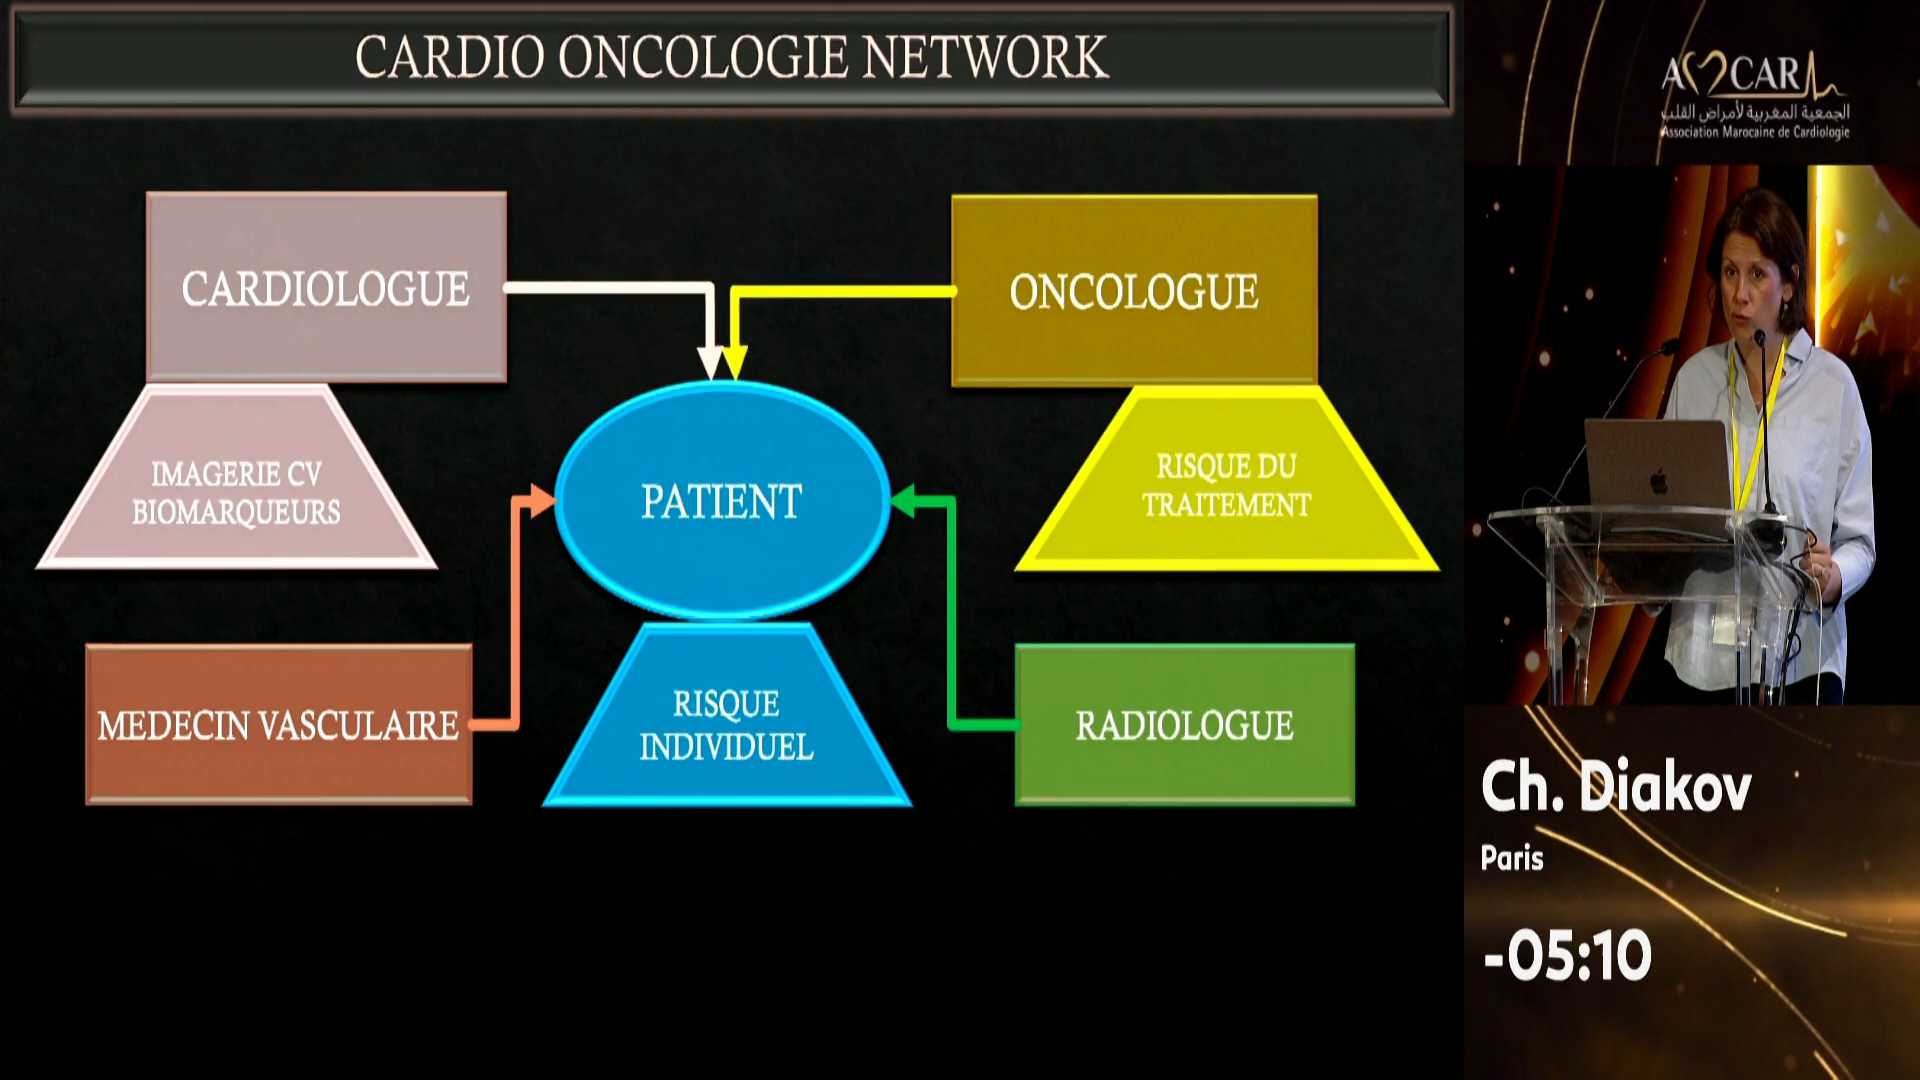 CARDIO ONCOLOGIE NETWORK
CARDIOLOGUE
ONCOLOGUE
IMAGERIE CV
BIOMARQUEURS
PATIENT
RISQUE DU
TRAITEMENT
MEDECIN VASCULAIRE
RISQUE
INDIVIDUEL
RADIOLOGUE
AMCAR
الجمعية المغربية لأمراض القلب
Association Marocaine de Cardiologie
Ch. Diakov
Paris
-05:10